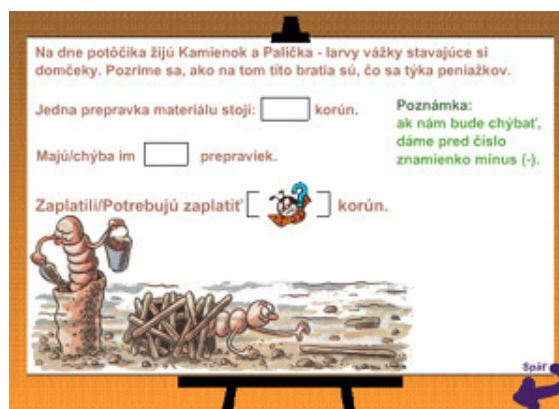 Na dne potôčika žijú Kamienok a Palička - larvy vážky stavajúce si
domčeky. Pozrime sa, ako na tom títo bratia sú, čo sa týka peniažkov.
Jedna prepravka materiálu stojí: korún.
Poznámka:
ak nám bude chýbať,
dáme pred číslo
znamienko mínus (-).
Majú/chýba im prepraviek.
Zaplatili/Potrebujú zaplatiť [ ? ] korún.
Späť